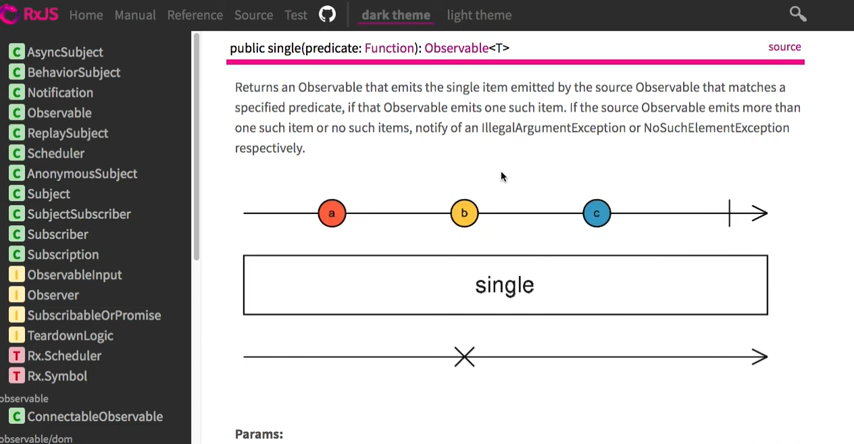 RxJS Home Manual Reference Source Test dark theme light theme
AsyncSubject
BehaviorSubject
Notification
Observable
ReplaySubject
Scheduler
AnonymousSubject
Subject
SubjectSubscriber
Subscriber
Subscription
ObservableInput
Observer
SubscribableOrPromise
TeardownLogic
Rx.Scheduler
Rx.Symbol
observable
ConnectableObservable
observable/dom
C
C
C
C
C
C
C
C
C
C
C
I
I
I
I
T
T
C
public single(predicate: Function): Observable<T> source
Returns an Observable that emits the single item emitted by the source Observable that matches a
specified predicate, if that Observable emits one such item. If the source Observable emits more than
one such item or no such items, notify of an IllegalArgumentException or NoSuchElementException
respectively.
a b c
single
Params: